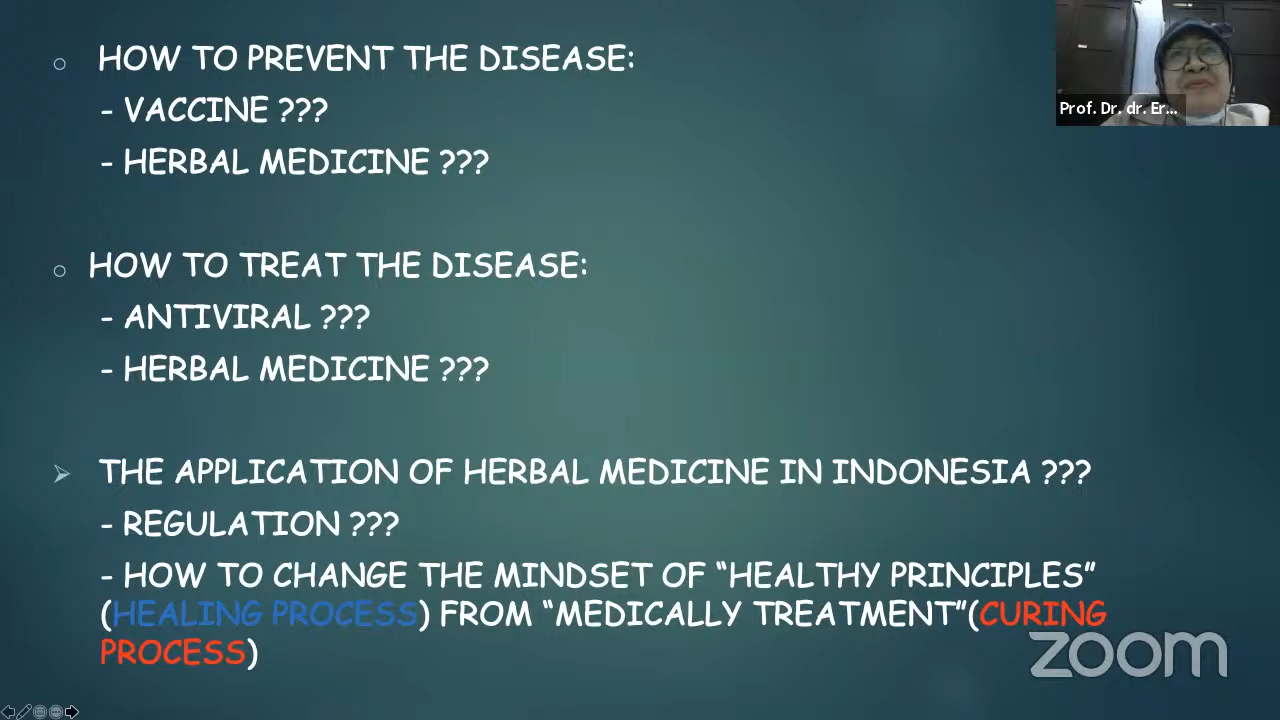 HOW TO PREVENT THE DISEASE:
- VACCINE ???
- HERBAL MEDICINE ???
HOW TO TREAT THE DISEASE:
- ANTIVIRAL ???
- HERBAL MEDICINE ???
THE APPLICATION OF HERBAL MEDICINE IN INDONESIA ???
- REGULATION ???
- HOW TO CHANGE THE MINDSET OF “HEALTHY PRINCIPLES”
(HEALING PROCESS) FROM “MEDICALLY TREATMENT”(CURING
PROCESS)
Prof. Dr. dr. Er...
zoom